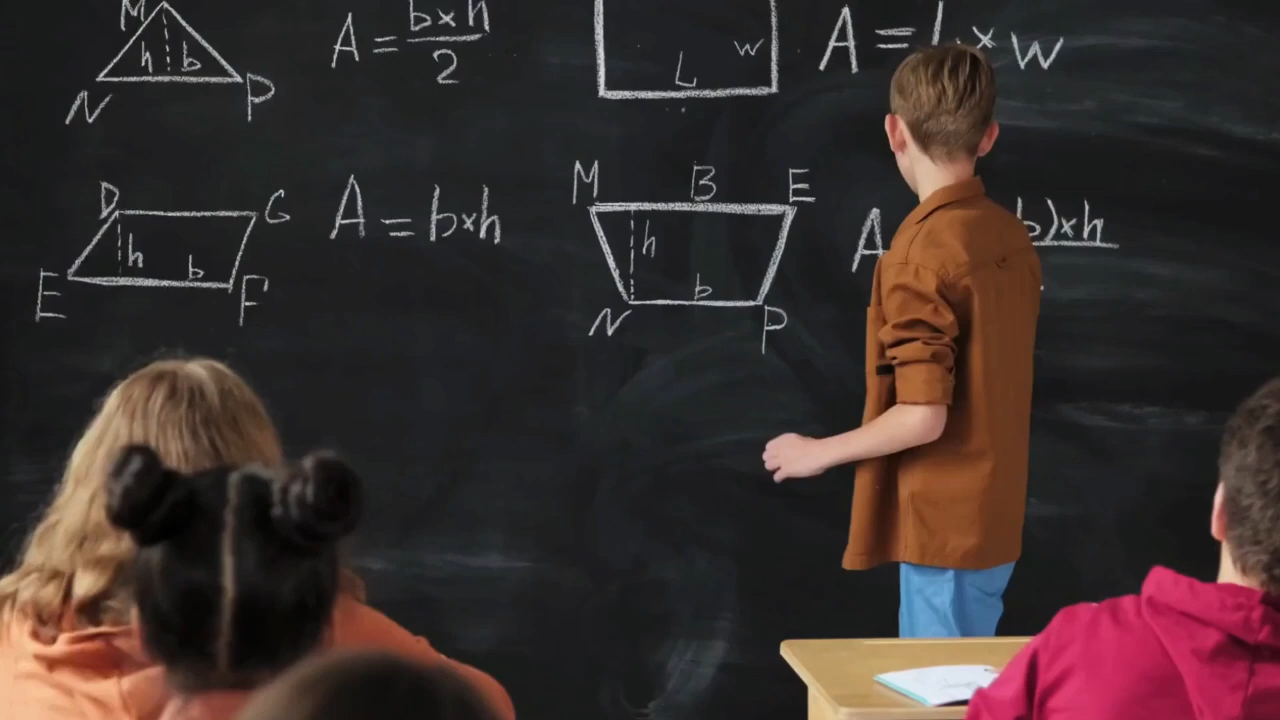 M
h b
N P
A = b×h
2
W
L
A = L × W
D G
h b
E F
A = b×h
M B E
h
b
N P
A
b)×h